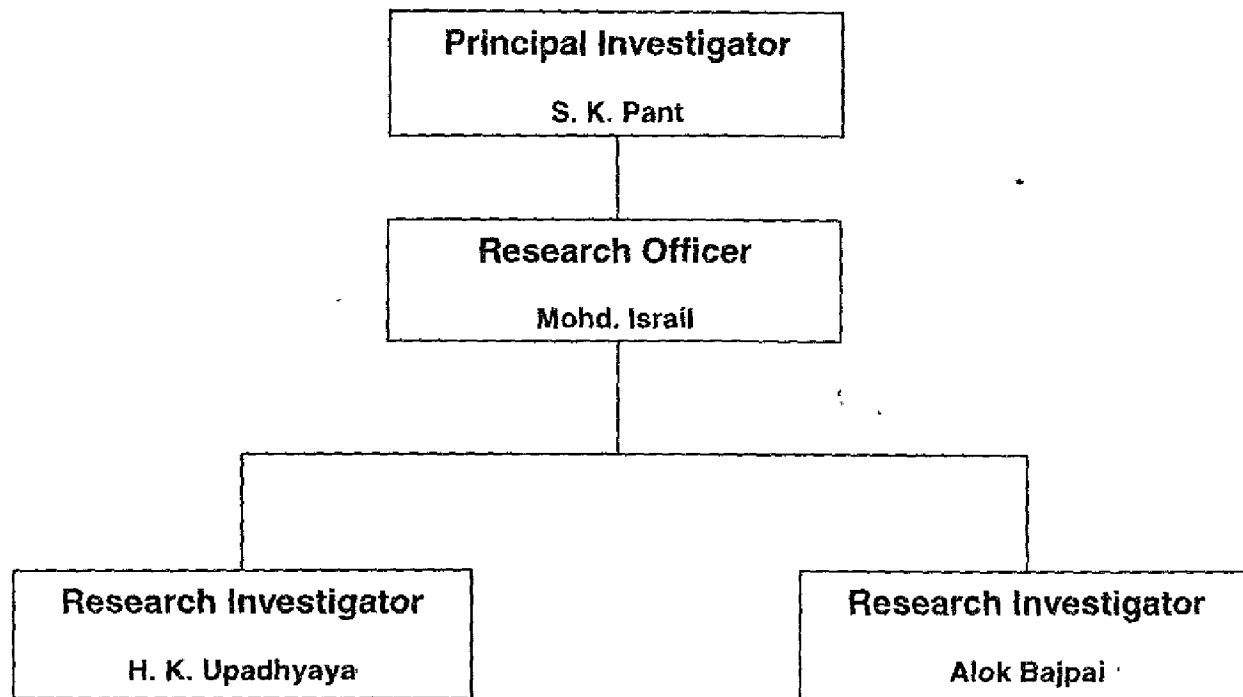 Principal Investigator
S. K. Pant
Research Officer
Mohd. Israil
Research Investigator
H. K. Upadhyaya
Research Investigator
Alok Bajpai